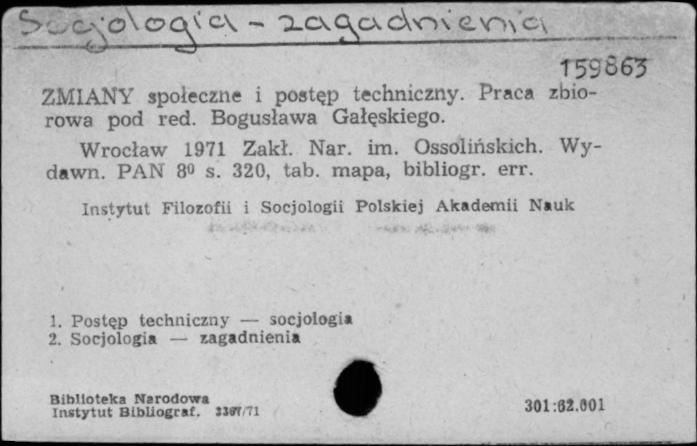 Socjologia - zagadnienia
159863
ZMIANY społeczne i postęp techniczny. Praca zbio-
rowa pod red. Bogusława Gałęskiego.
Wrocław 1971 Zakł. Nar. im. Ossolińskich. Wy-
dawn. PAN 8⁰ s. 320, tab. mapa, bibliogr. err.
Instytut Filozofii i Socjologii Polskiej Akademii Nauk
1. Postęp techniczny — socjologia
2. Socjologia — zagadnienia
Biblioteka Narodowa
Instytut Bibliograf. 3367/71
301:62.001